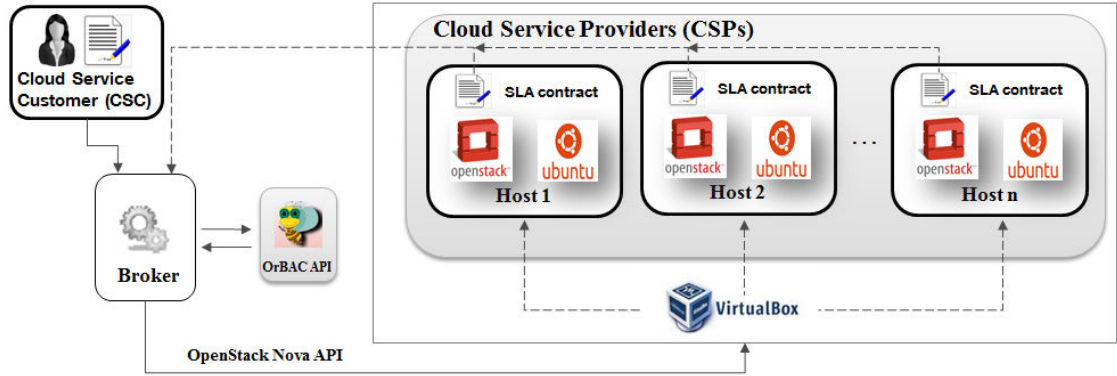 Cloud Service
Customer (CSC)
Cloud Service Providers (CSPs)
SLA contract
openstack
ubuntu
Host 1
SLA contract
openstack
ubuntu
Host 2
...
SLA contract
openstack
ubuntu
Host n
Broker
OrBAC API
VirtualBox
OpenStack Nova API